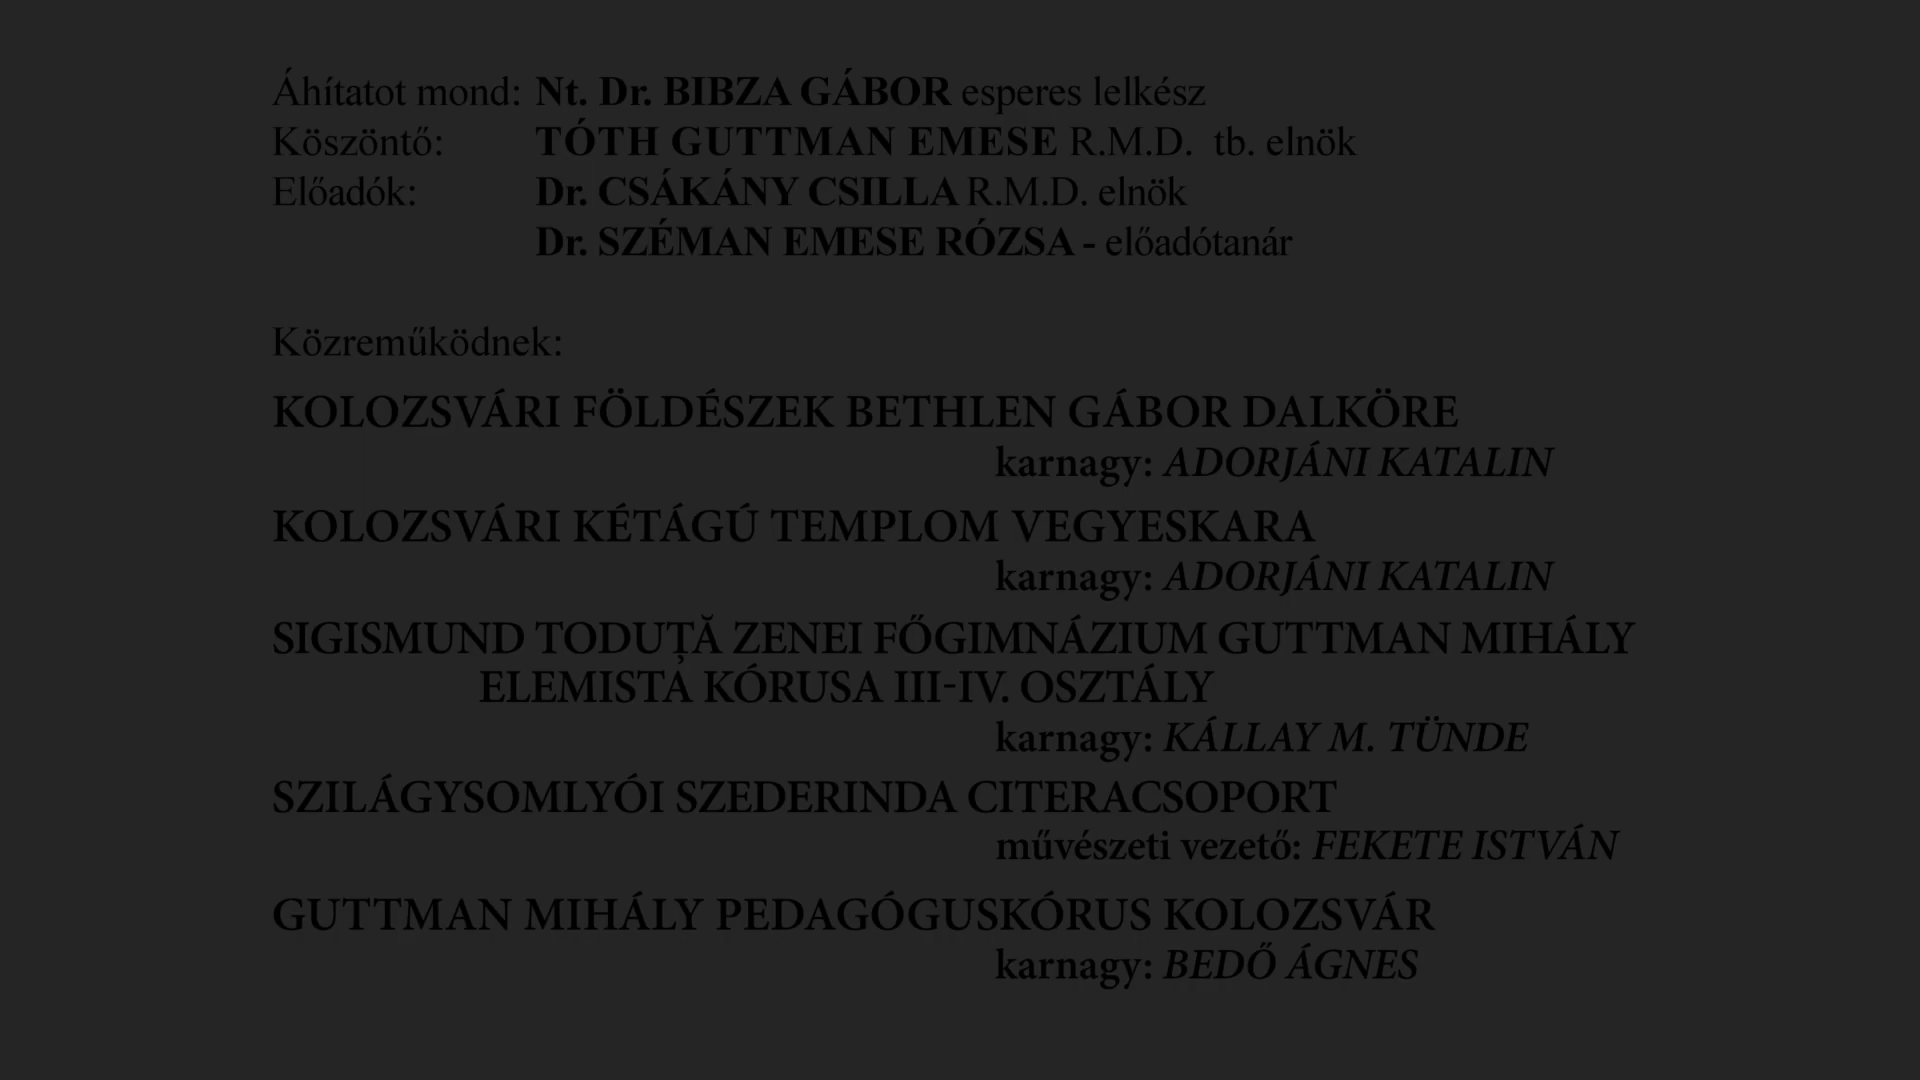 Áhítatot mond: Nt. Dr. BIBZA GÁBOR esperes lelkész
Köszöntő: TÓTH GUTTMAN EMESE R.M.D. tb. elnök
Előadók: Dr. CSÁKÁNY CSILLA R.M.D. elnök
Dr. SZÉMAN EMESE RÓZSA - előadótanár
Közreműködnek:
KOLOZSVÁRI FÖLDÉSZEK BETHLEN GÁBOR DALKÖRE
karnagy: ADORJÁNI KATALIN
KOLOZSVÁRI KÉTÁGÚ TEMPLOM VEGYESKARA
karnagy: ADORJÁNI KATALIN
SIGISMUND TODUȚĂ ZENEI FŐGIMNÁZIUM GUTTMAN MIHÁLY
ELEMISTA KÓRUSA III-IV. OSZTÁLY
karnagy: KÁLLAY M. TÜNDE
SZILÁGYSOMLYÓI SZEDERINDA CITERACSOPORT
művészeti vezető: FEKETE ISTVÁN
GUTTMAN MIHÁLY PEDAGÓGUSKÓRUS KOLOZSVÁR
karnagy: BEDŐ ÁGNES